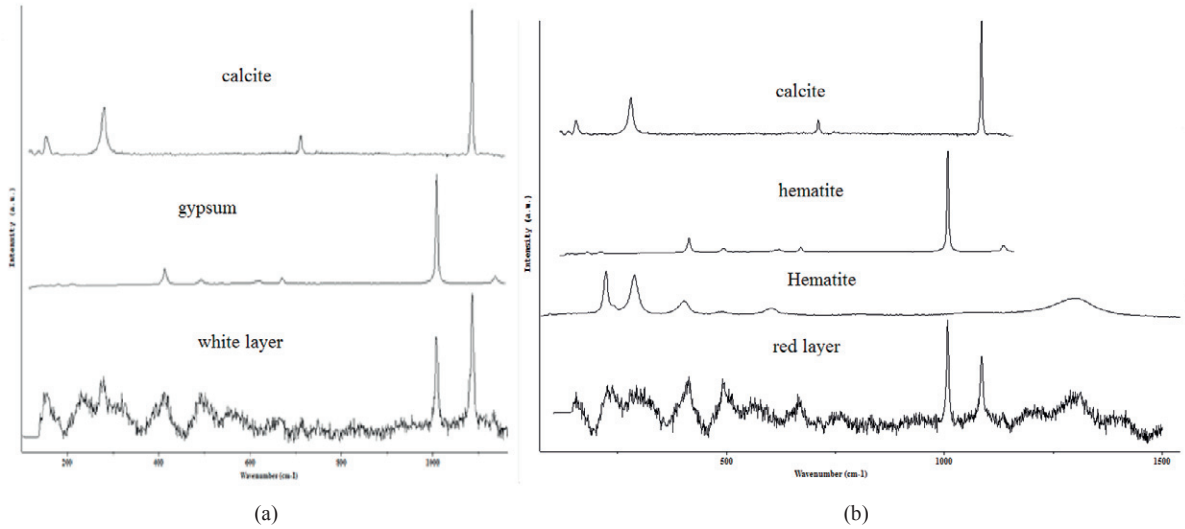 calcite
gypsum
white layer
Intensity (a.u.)
200 400 600 800 1000
Wavenumber (cm-1)
(a)
calcite
hematite
Hematite
red layer
Intensity (a.u.)
500 1000 1500
Wavenumber (cm-1)
(b)